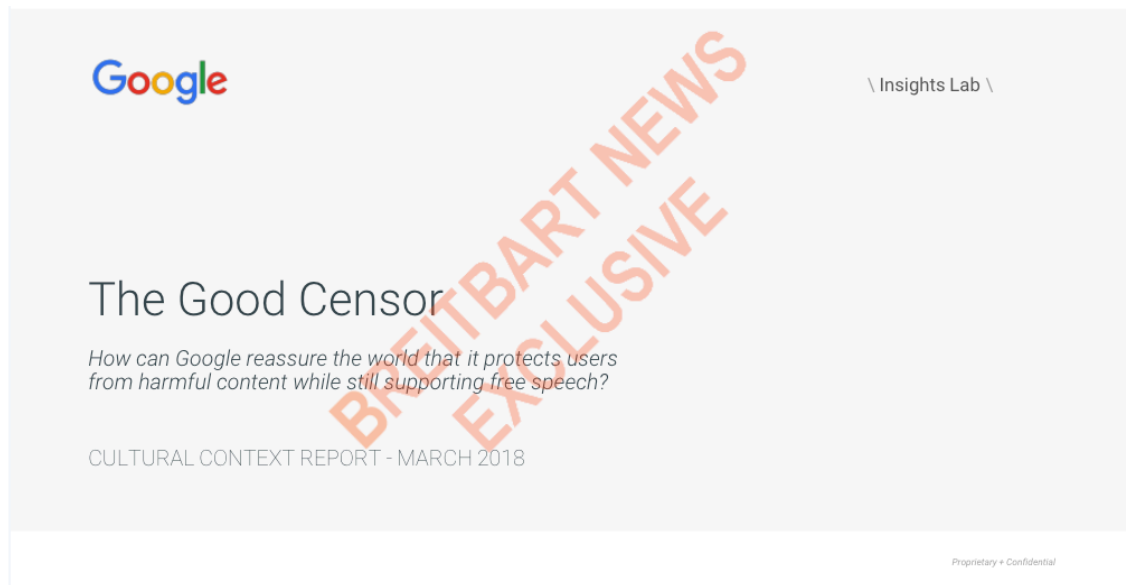 Google
\ Insights Lab \
BREITBART NEWS
EXCLUSIVE
The Good Censor
How can Google reassure the world that it protects users
from harmful content while still supporting free speech?
CULTURAL CONTEXT REPORT - MARCH 2018
Proprietary + Confidential